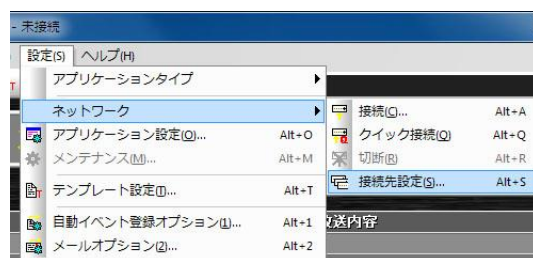 - 未接続
設定(S) ヘルプ(H)
アプリケーションタイプ
ネットワーク
アプリケーション設定(O)... Alt+O
メンテナンス(M)... Alt+M
テンプレート設定(T)... Alt+T
自動イベント登録オプション(1)... Alt+1
メールオプション(2)... Alt+2
接続(C)... Alt+A
クイック接続(Q) Alt+Q
切断(R) Alt+R
接続先設定(S)... Alt+S
放送内容